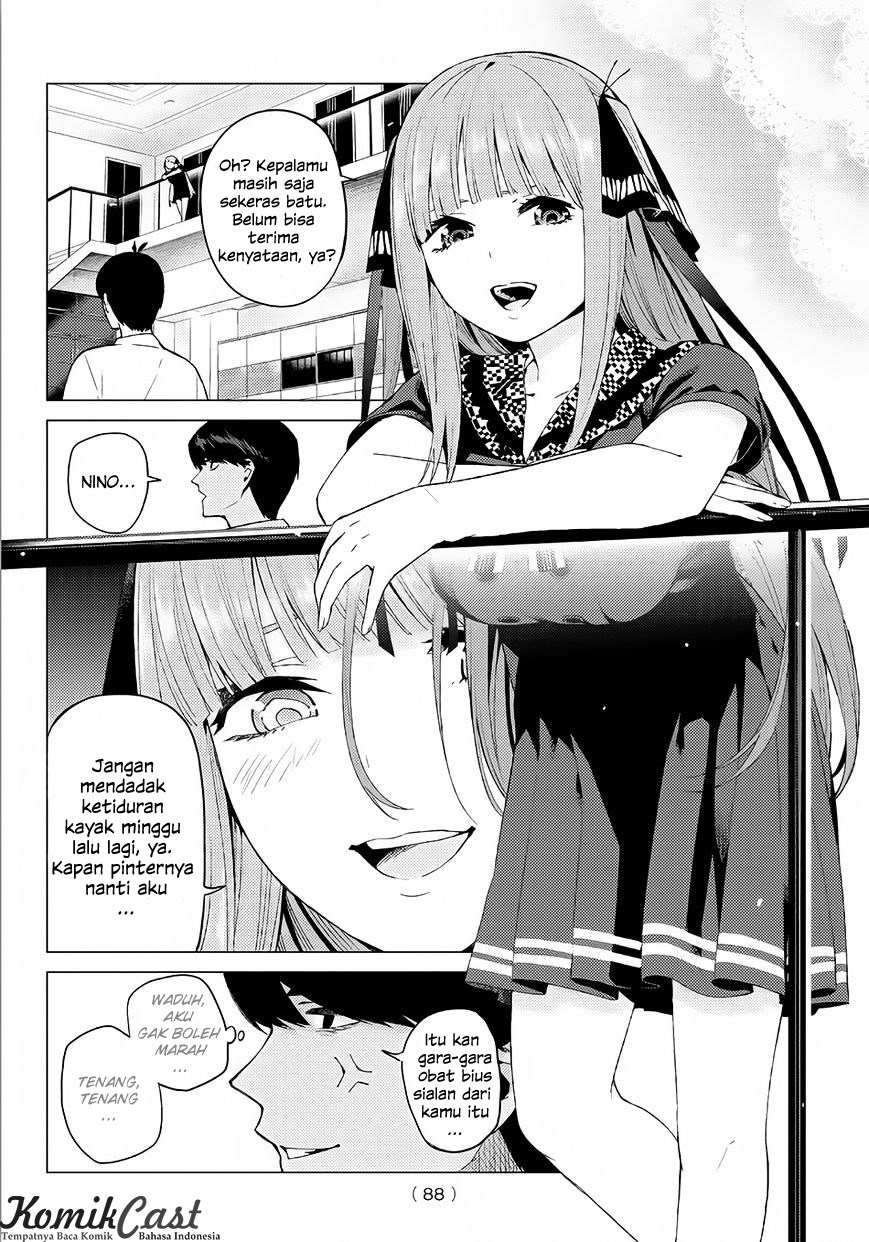 Oh? Kepalamu
masih saja
sekeras batu.
Belum bisa
terima
kenyataan, ya?
NINO...
Jangan
mendadak
ketiduran
kayak minggu
lalu lagi, ya.
Kapan pinternya
nanti aku
...
WADUH,
AKU
GAK BOLEH
MARAH
...
TENANG,
TENANG
...
Itu kan
gara-gara
obat bius
sialan dari
kamu itu
...
( 88 )
KomikCast
Tempatnya Baca Komik Bahasa Indonesia